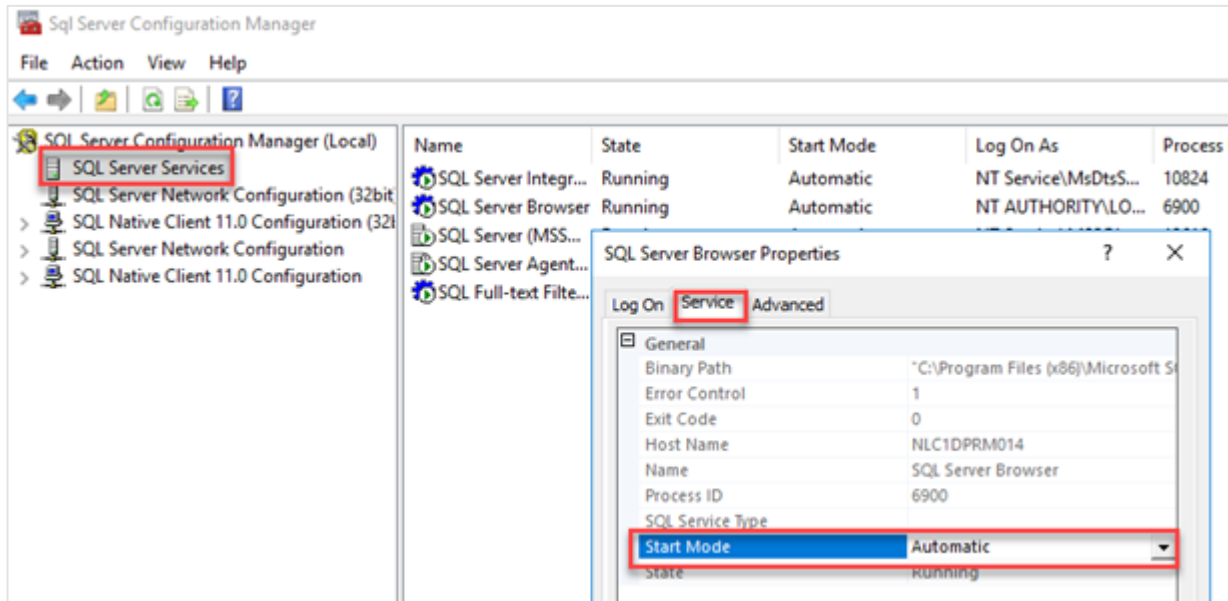 Sql Server Configuration Manager
File Action View Help
SQL Server Configuration Manager (Local)
SQL Server Services
SQL Server Network Configuration (32bit
SQL Native Client 11.0 Configuration (32
SQL Server Network Configuration
SQL Native Client 11.0 Configuration
Name State Start Mode Log On As Process
SQL Server Integr... Running Automatic NT Service\MsDtsS... 10824
SQL Server Browser Running Automatic NT AUTHORITY\LO... 6900
SQL Server (MSS...
SQL Server Agent...
SQL Full-text Filte...
SQL Server Browser Properties ?
Log On Service Advanced
General
Binary Path "C:\Program Files (x86)\Microsoft S
Error Control 1
Exit Code 0
Host Name NLC1DPRM014
Name SQL Server Browser
Process ID 6900
SQL Service Type
Start Mode Automatic
State Running